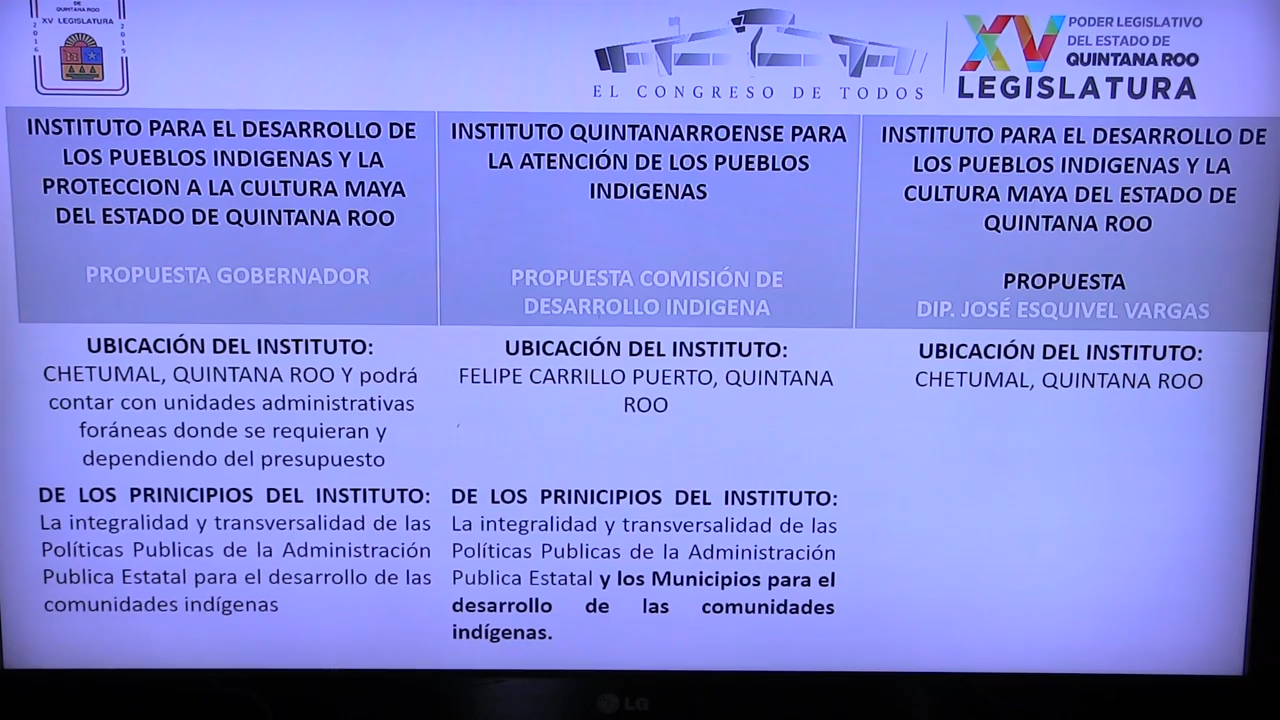 DE
QUINTANA ROO
XV LEGISLATURA
2016
2019
EL CONGRESO DE TODOS
XV
PODER LEGISLATIVO
DEL ESTADO DE
QUINTANA ROO
LEGISLATURA
INSTITUTO PARA EL DESARROLLO DE
LOS PUEBLOS INDIGENAS Y LA
PROTECCION A LA CULTURA MAYA
DEL ESTADO DE QUINTANA ROO
PROPUESTA GOBERNADOR
INSTITUTO QUINTANARROENSE PARA
LA ATENCIÓN DE LOS PUEBLOS
INDIGENAS
PROPUESTA COMISIÓN DE
DESARROLLO INDIGENA
INSTITUTO PARA EL DESARROLLO DE
LOS PUEBLOS INDIGENAS Y LA
CULTURA MAYA DEL ESTADO DE
QUINTANA ROO
PROPUESTA
DIP. JOSÉ ESQUIVEL VARGAS
UBICACIÓN DEL INSTITUTO:
CHETUMAL, QUINTANA ROO Y podrá
contar con unidades administrativas
foráneas donde se requieran y
dependiendo del presupuesto
UBICACIÓN DEL INSTITUTO:
FELIPE CARRILLO PUERTO, QUINTANA
ROO
UBICACIÓN DEL INSTITUTO:
CHETUMAL, QUINTANA ROO
DE LOS PRINICIPIOS DEL INSTITUTO:
La integralidad y transversalidad de las
Políticas Publicas de la Administración
Publica Estatal para el desarrollo de las
comunidades indígenas
DE LOS PRINICIPIOS DEL INSTITUTO:
La integralidad y transversalidad de las
Políticas Publicas de la Administración
Publica Estatal y los Municipios para el
desarrollo de las comunidades
indígenas.
LG